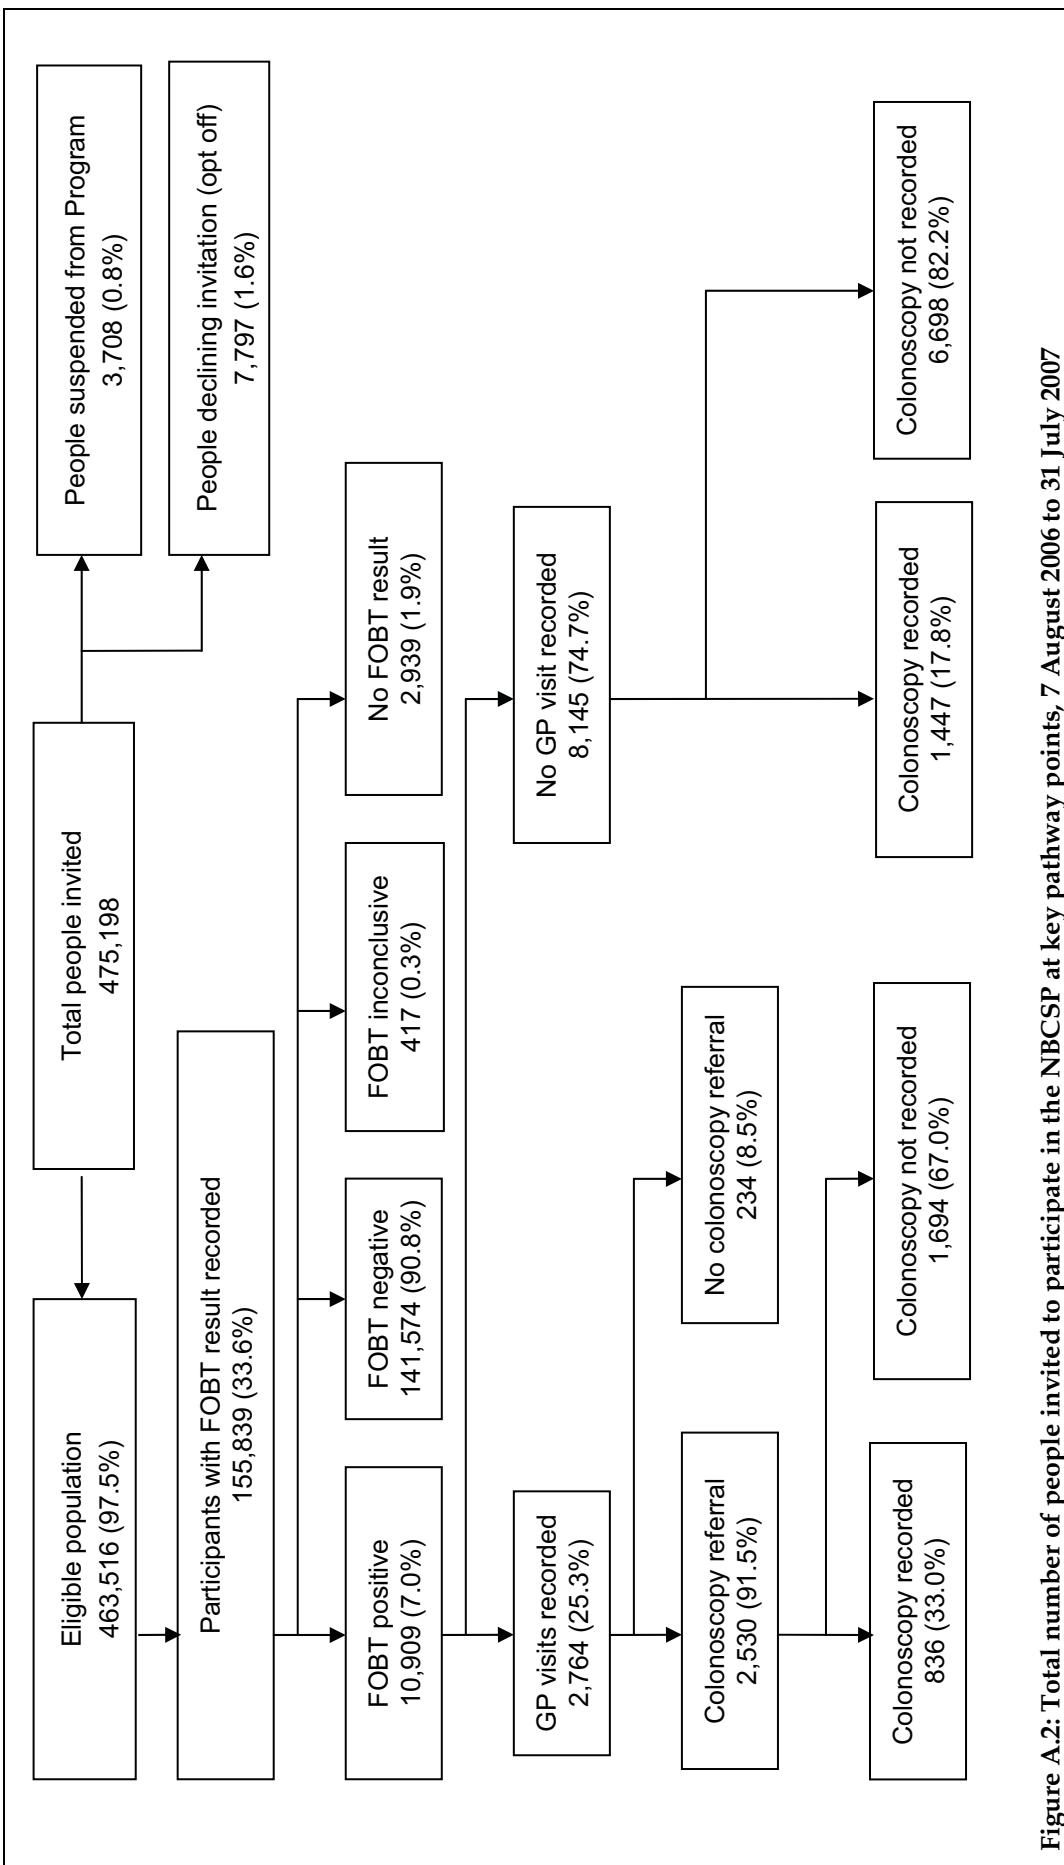 Eligible population
463,516 (97.5%)
Total people invited
475,198
People suspended from Program
3,708 (0.8%)
People declining invitation (opt off)
7,797 (1.6%)
Participants with FOBT result recorded
155,839 (33.6%)
FOBT positive
10,909 (7.0%)
FOBT negative
141,574 (90.8%)
FOBT inconclusive
417 (0.3%)
No FOBT result
2,939 (1.9%)
GP visits recorded
2,764 (25.3%)
No GP visit recorded
8,145 (74.7%)
Colonoscopy referral
2,530 (91.5%)
No colonoscopy referral
234 (8.5%)
Colonoscopy recorded
836 (33.0%)
Colonoscopy not recorded
1,694 (67.0%)
Colonoscopy recorded
1,447 (17.8%)
Colonoscopy not recorded
6,698 (82.2%)
Figure A.2: Total number of people invited to participate in the NBCSP at key pathway points, 7 August 2006 to 31 July 2007